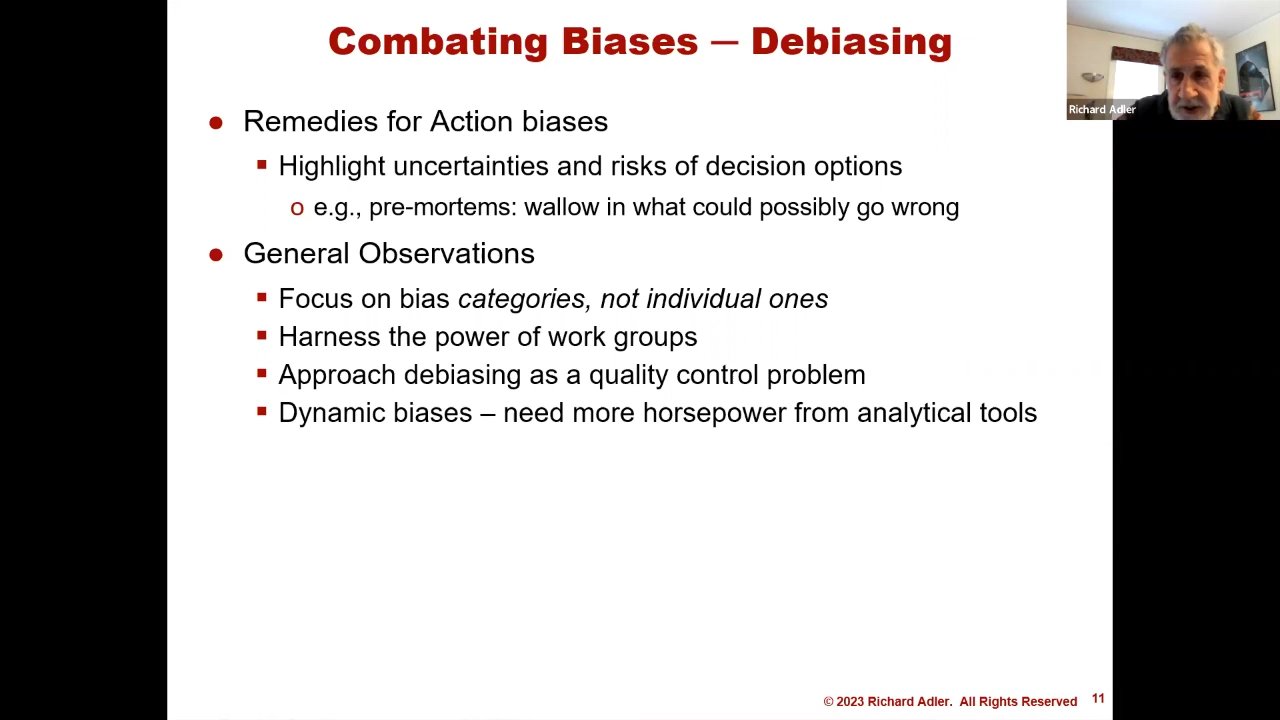 Combating Biases — Debiasing
Richard Adler
● Remedies for Action biases
▪ Highlight uncertainties and risks of decision options
o e.g., pre-mortems: wallow in what could possibly go wrong
● General Observations
▪ Focus on bias categories, not individual ones
▪ Harness the power of work groups
▪ Approach debiasing as a quality control problem
▪ Dynamic biases – need more horsepower from analytical tools
© 2023 Richard Adler. All Rights Reserved 11